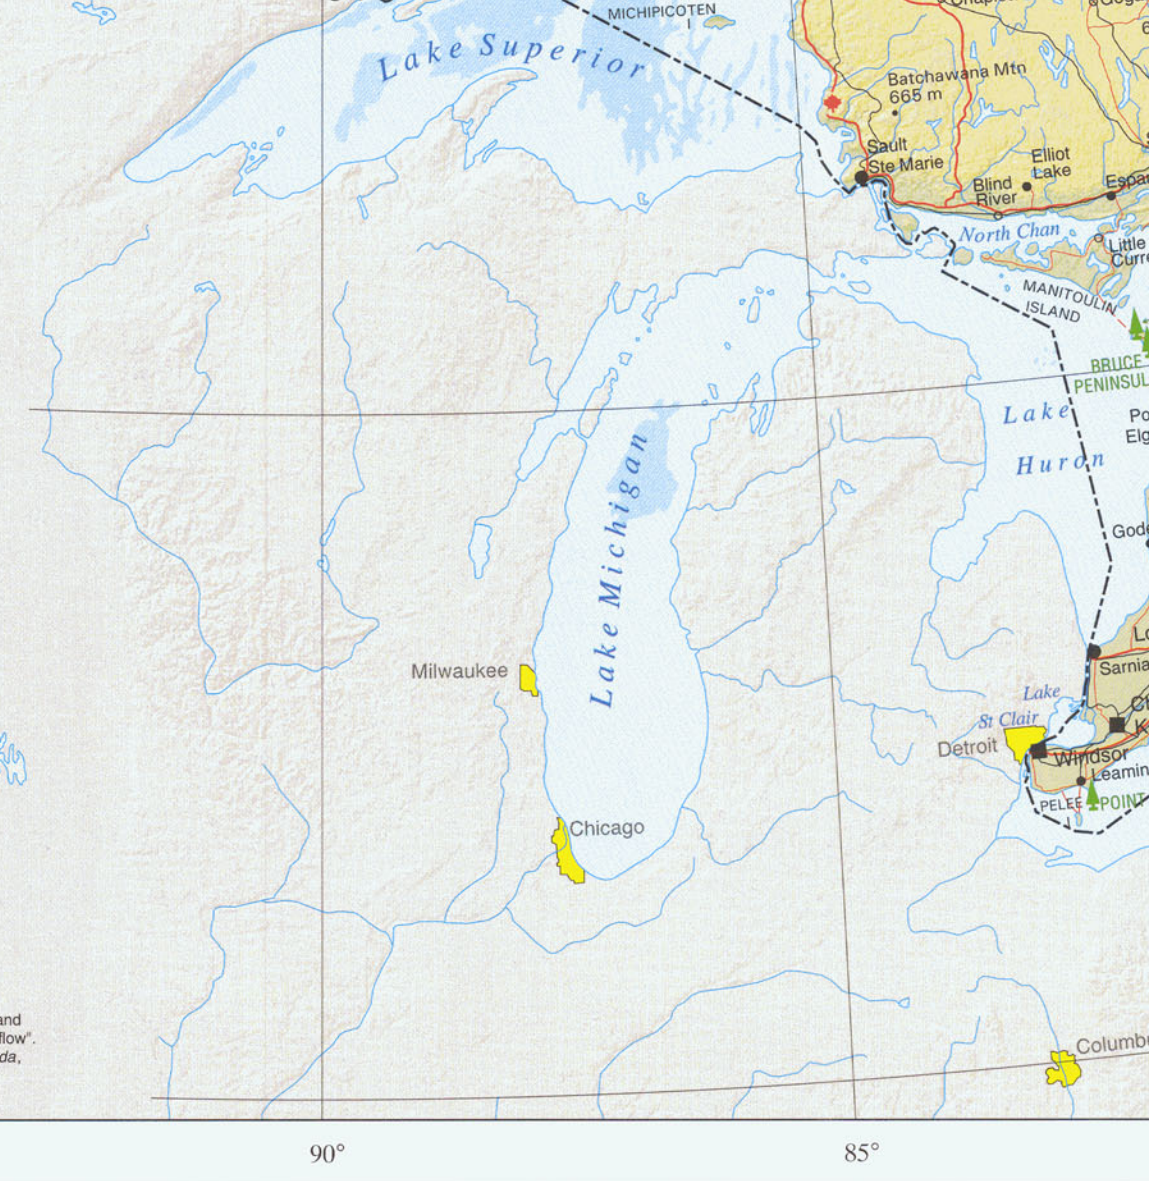 MICHIPICOTEN
I
Lake Superior
Batchawana Mtn
665 m
Sault
Ste Marie
Elliot
Lake
Blind
River
North Chan
Little
MANITOULIN
ISLAND
BRUCE
Lake
Huron
Lake Michigan
Milwaukee
Sarnia
Lake
St Clair
Detroit
Windsor
PELEE
I
POINT
Chicago
and
flow".
da,
90°
85°